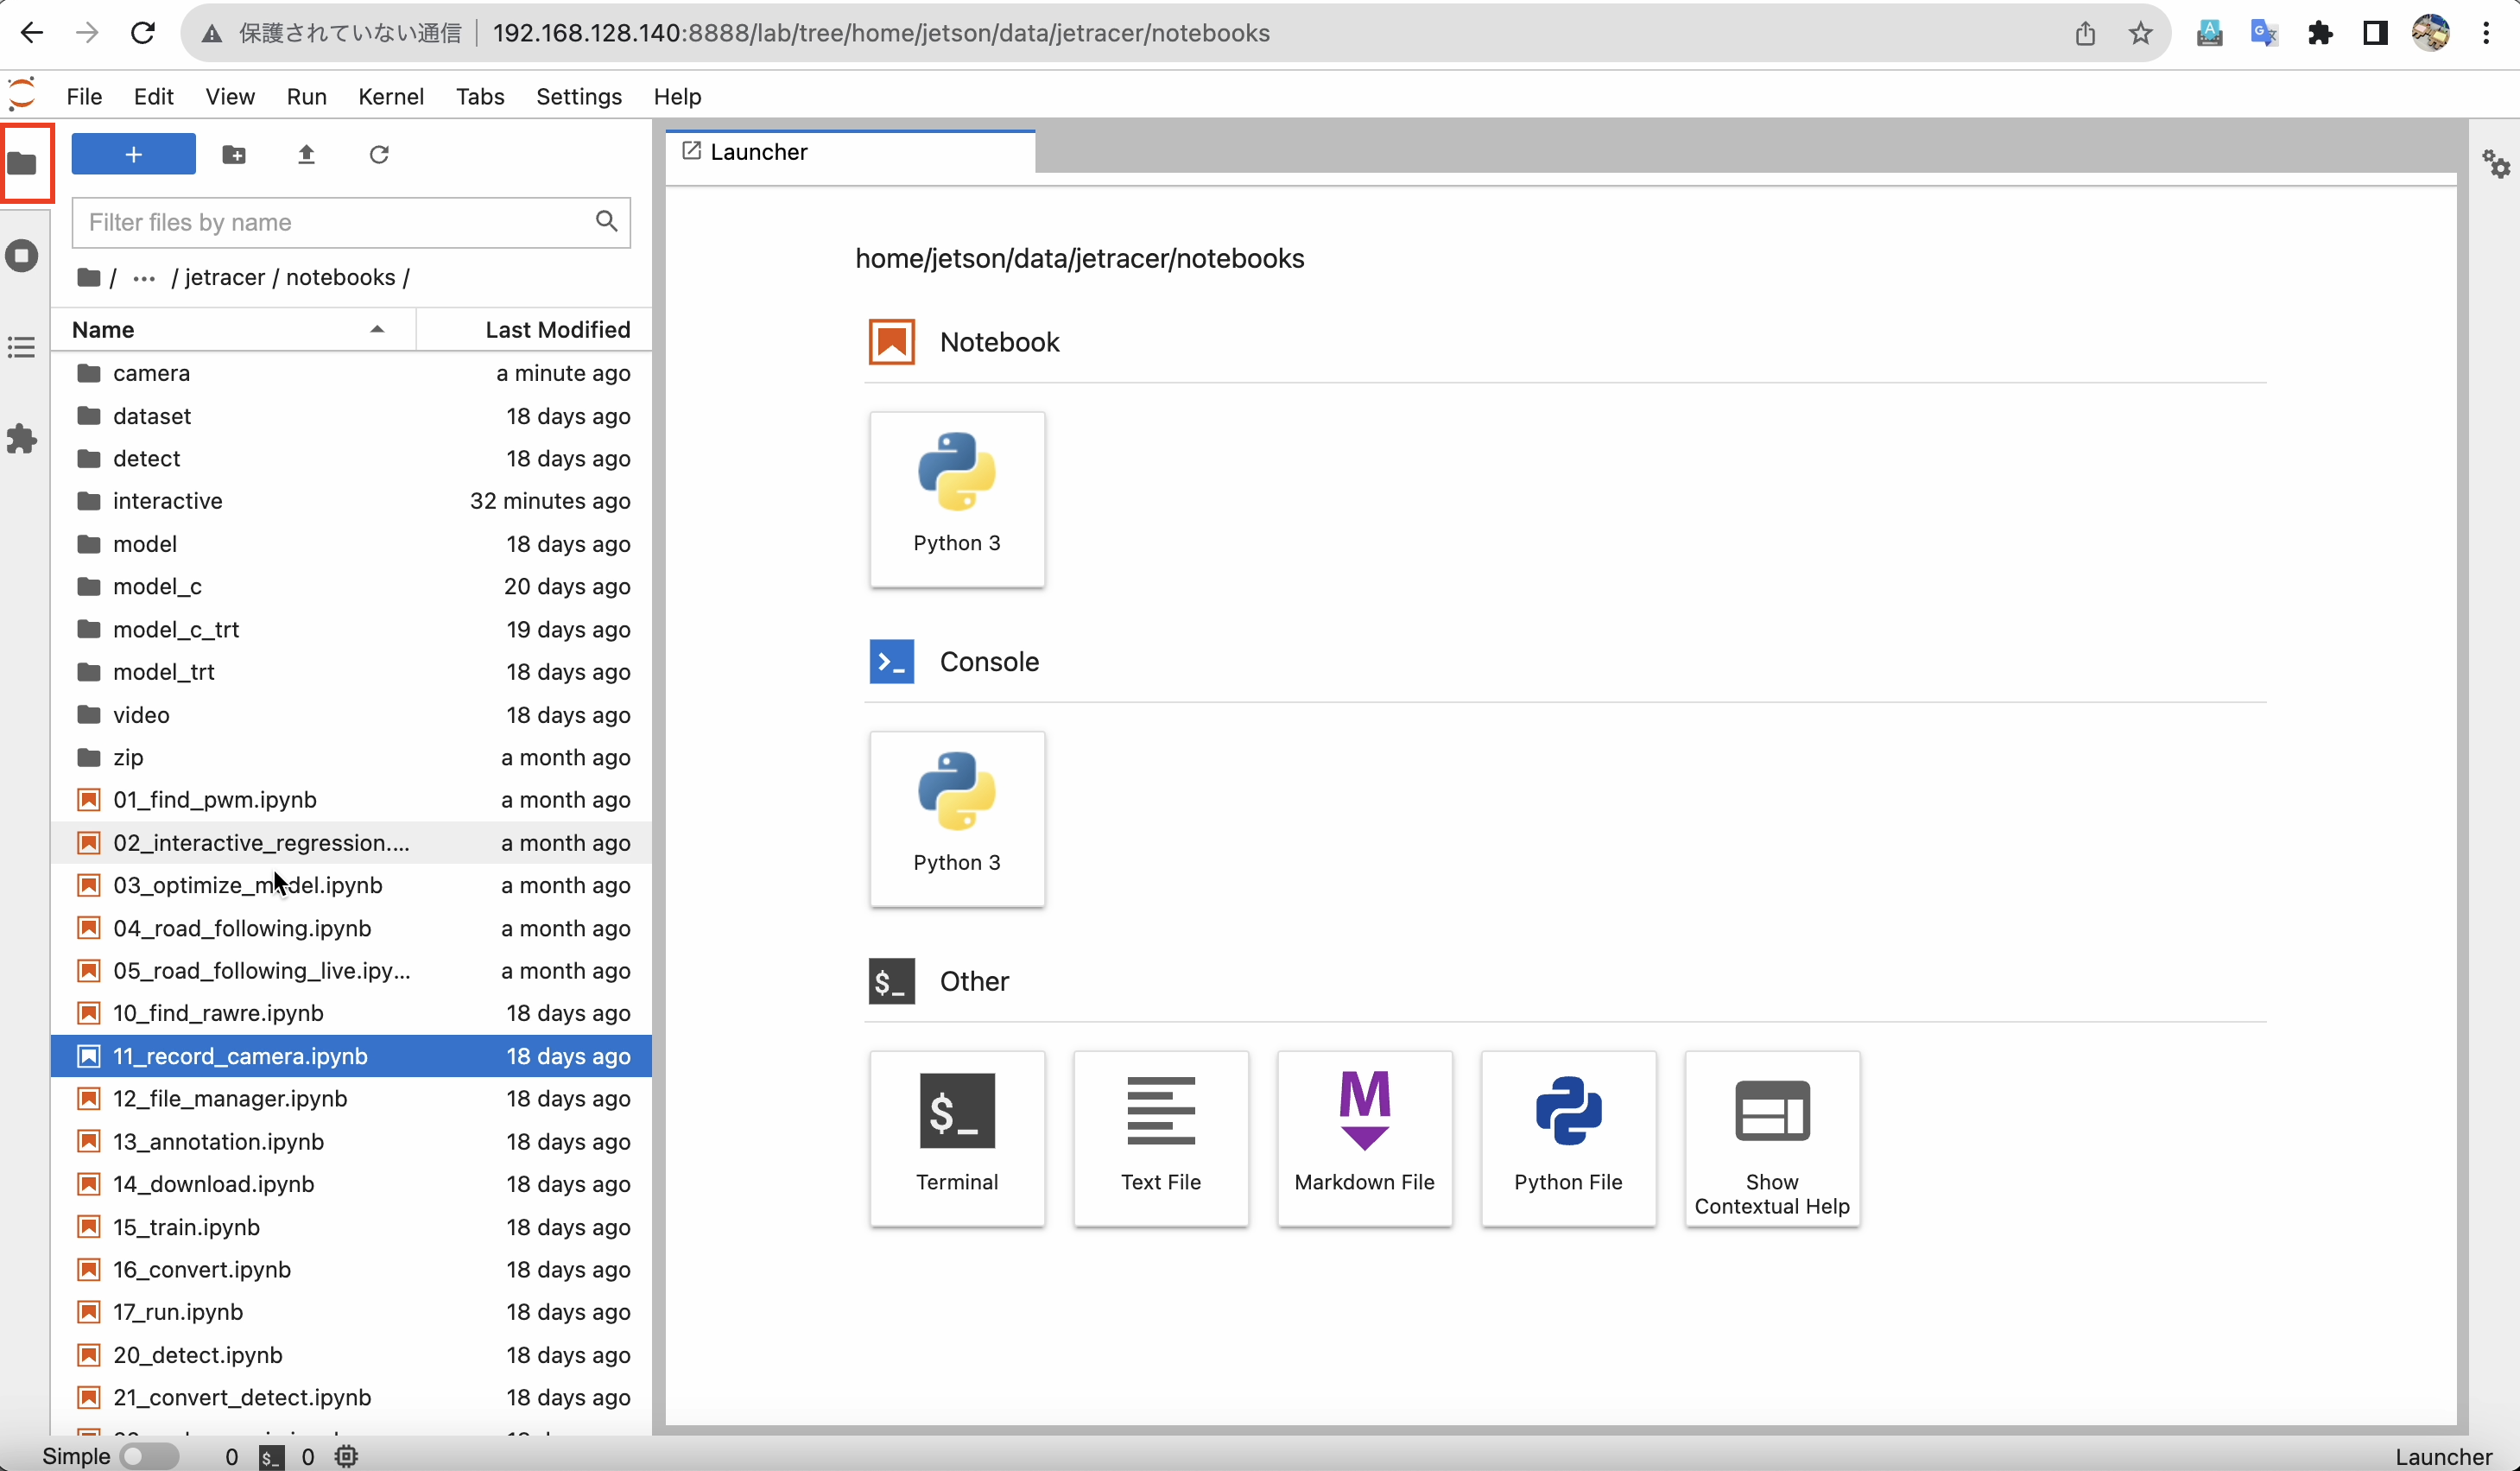 保護されていない通信 192.168.128.140:8888/lab/tree/home/jetson/data/jetracer/notebooks
File Edit View Run Kernel Tabs Settings Help
+
Launcher
Filter files by name
/ ... / jetracer / notebooks /
home/jetson/data/jetracer/notebooks
Name Last Modified
camera a minute ago
dataset 18 days ago
detect 18 days ago
interactive 32 minutes ago
model 18 days ago
model_c 20 days ago
model_c_trt 19 days ago
model_trt 18 days ago
video 18 days ago
zip a month ago
01_find_pwm.ipynb a month ago
02_interactive_regression.... a month ago
03_optimize_model.ipynb a month ago
04_road_following.ipynb a month ago
05_road_following_live.ipy... a month ago
10_find_rawre.ipynb 18 days ago
11_record_camera.ipynb 18 days ago
12_file_manager.ipynb 18 days ago
13_annotation.ipynb 18 days ago
14_download.ipynb 18 days ago
15_train.ipynb 18 days ago
16_convert.ipynb 18 days ago
17_run.ipynb 18 days ago
20_detect.ipynb 18 days ago
21_convert_detect.ipynb 18 days ago
Notebook
Python 3
Console
Python 3
$_ Other
$_
Terminal
Text File
M
Markdown File
Python File
Show
Contextual Help
Simple 0 $_ 0 Launcher